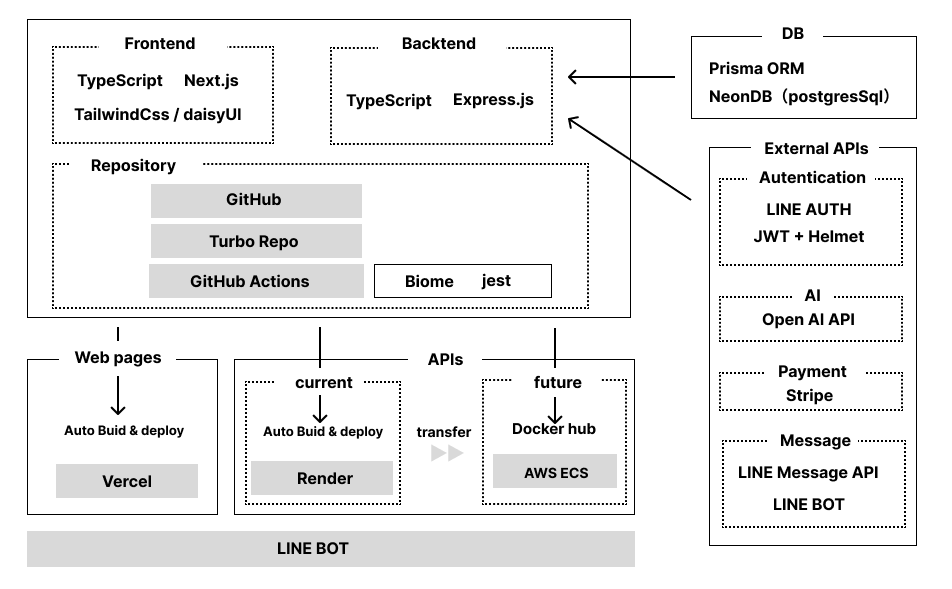 Frontend
TypeScript Next.js
TailwindCss / daisyUI
Backtend
TypeScript Express.js
Repository
GitHub
Turbo Repo
GitHub Actions
Biome jest
DB
Prisma ORM
NeonDB（postgresSql）
External APIs
Autentication
LINE AUTH
JWT + Helmet
AI
Open AI API
Payment
Stripe
Message
LINE Message API
LINE BOT
Web pages
Auto Buid & deploy
Vercel
APIs
current
Auto Buid & deploy
Render
transfer
future
Docker hub
AWS ECS
LINE BOT